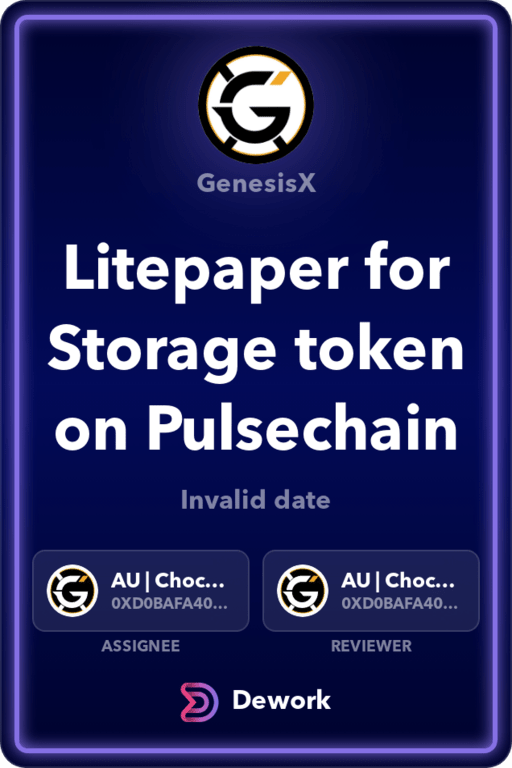 GenesisX
Litepaper for
Storage token
on Pulsechain
Invalid date
AU | Choc...
0XD0BAFA40...
ASSIGNEE
AU | Choc...
0XD0BAFA40...
REVIEWER
Dework